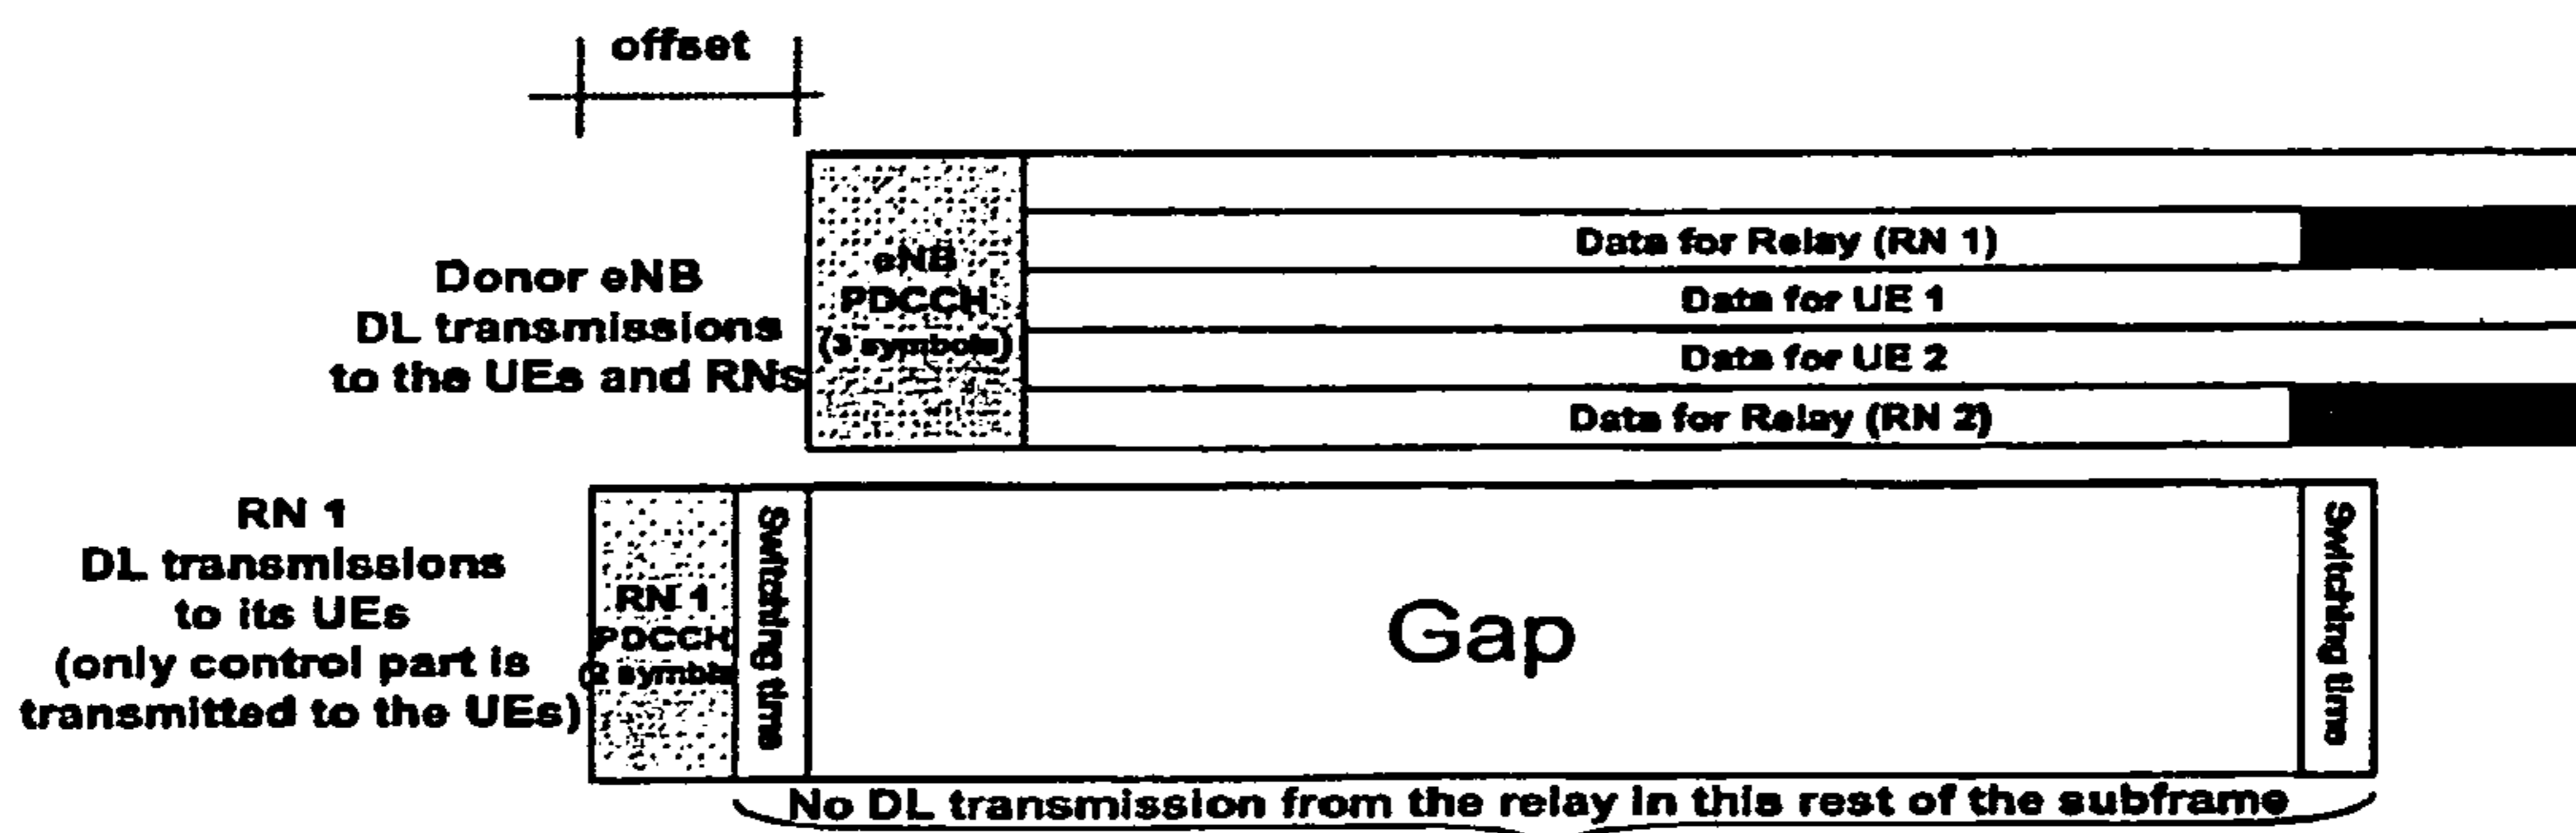 offset
Donor eNB
DL transmissions
to the UEs and RNs
eNB
PDCCH
(3 symbols)
Data for Relay (RN 1)
Data for UE 1
Data for UE 2
Data for Relay (RN 2)
RN 1
DL transmissions
to its UEs
(only control part is
transmitted to the UEs)
RN 1
PDCCH
(2 symbols
Switching time
Gap
Switching time
No DL transmission from the relay in this rest of the subframe